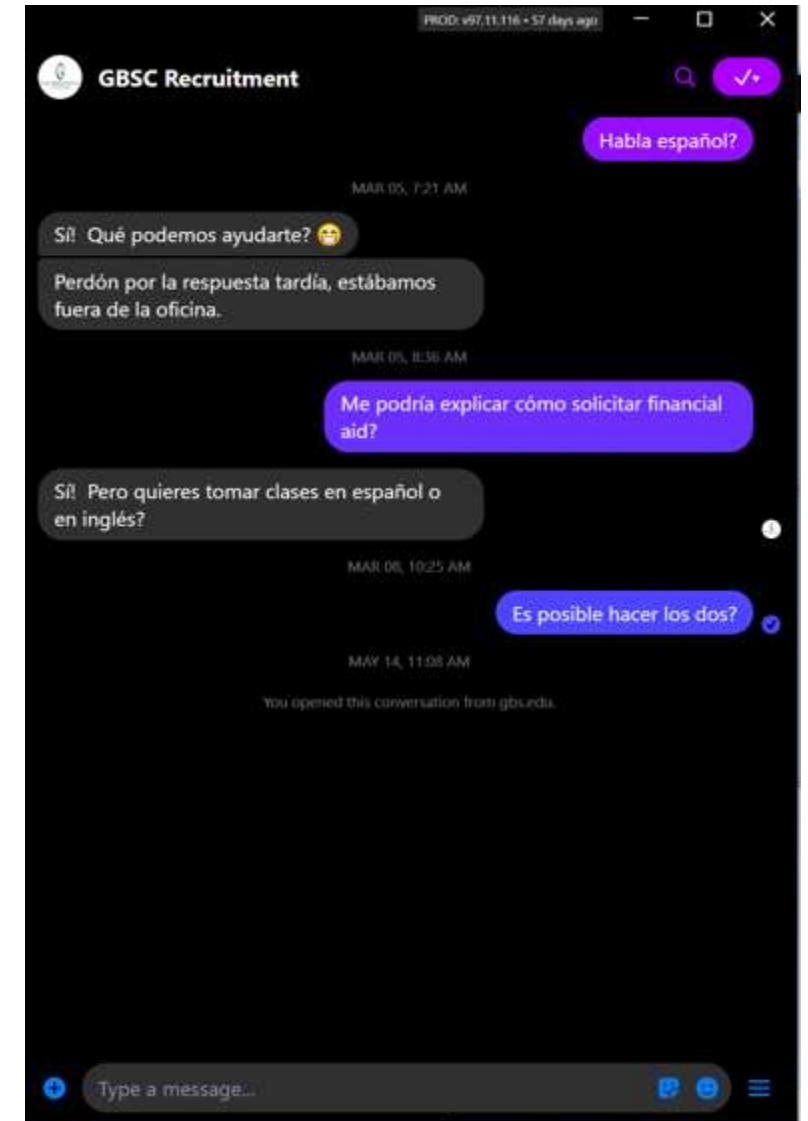 PROD: v97.11.116 • 57 days ago
GBSC Recruitment
Habla español?
MAR 05, 7:21 AM
Sí!  Qué podemos ayudarte? 😁
Perdón por la respuesta tardía, estábamos
fuera de la oficina.
MAR 05, 8:36 AM
Me podría explicar cómo solicitar financial
aid?
Sí!  Pero quieres tomar clases en español o
en inglés?
MAR 08, 10:25 AM
Es posible hacer los dos?
MAY 14, 11:08 AM
You opened this conversation from gbs.edu.
Type a message...